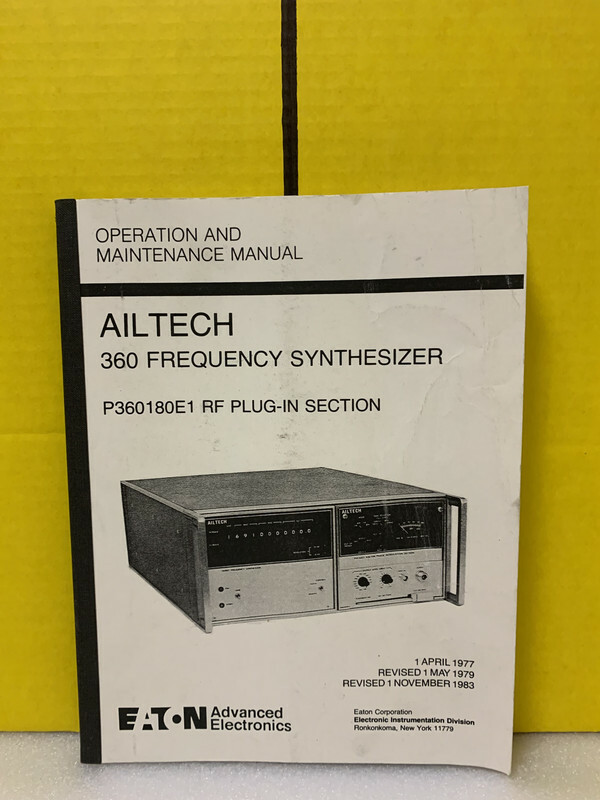 OPERATION AND
MAINTENANCE MANUAL
AILTECH
360 FREQUENCY SYNTHESIZER
P360180E1 RF PLUG-IN SECTION
AILTECH
AILTECH
16910000000
1 APRIL 1977
REVISED 1 MAY 1979
REVISED 1 NOVEMBER 1983
EATON Advanced
Electronics
Eaton Corporation
Electronic Instrumentation Division
Ronkonkoma, New York 11779